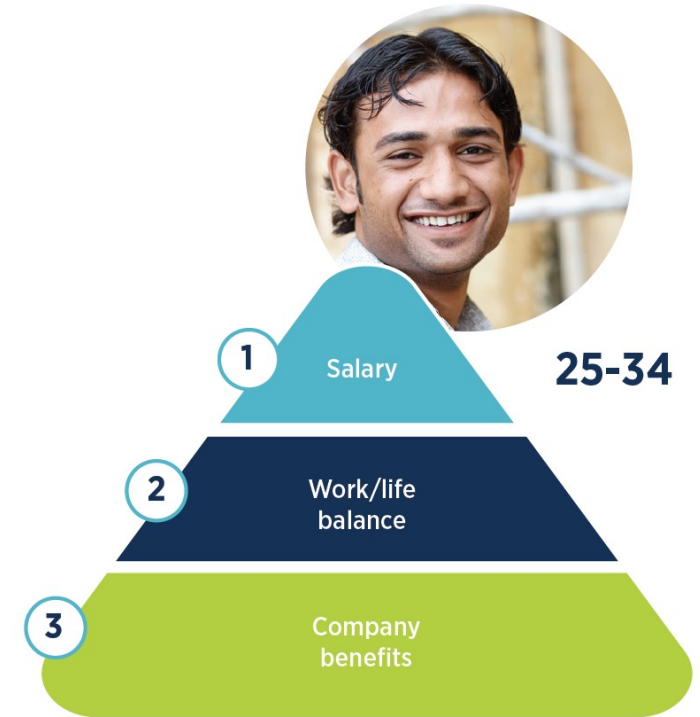 1
Salary
25-34
2
Work/life
balance
3
Company
benefits